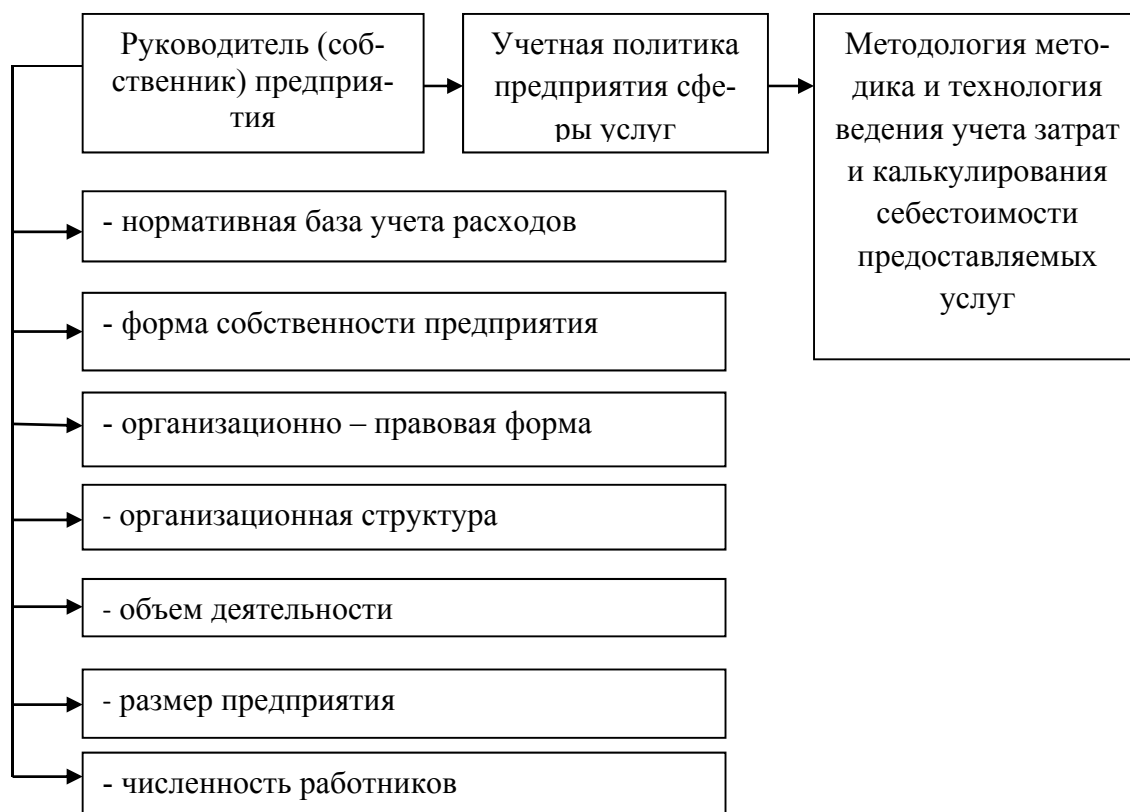 Руководитель (соб-
ственник) предприя-
тия
Учетная политика
предприятия сфе-
ры услуг
Методология мето-
дика и технология
ведения учета затрат
и калькулирования
себестоимости
предоставляемых
услуг
- нормативная база учета расходов
- форма собственности предприятия
- организационно – правовая форма
- организационная структура
- объем деятельности
- размер предприятия
- численность работников